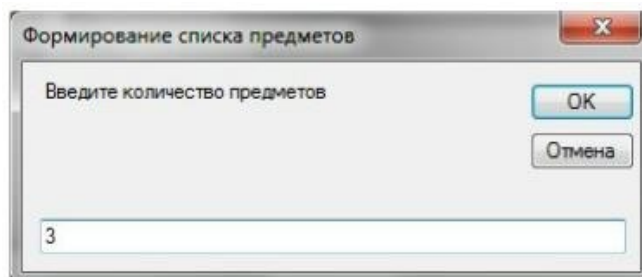 Формирование списка предметов
Введите количество предметов
OK
Отмена
3